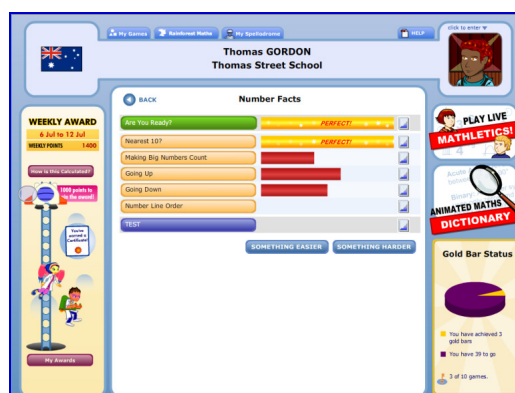 My Games
Rainforest Maths
My Spellodrome
HELP
click to enter
Thomas GORDON
Thomas Street School
BACK
Number Facts
WEEKLY AWARD
6 Jul to 12 Jul
WEEKLY POINTS 1400
How is this Calculated?
1000 points to
the award!
You've
earned a
Certificate!
My Awards
Are You Ready?
PERFECT!
Nearest 10?
PERFECT!
Making Big Numbers Count
Going Up
Going Down
Number Line Order
TEST
SOMETHING EASIER
SOMETHING HARDER
PLAY LIVE
MATHLETICS!
Acute
Binary
ANIMATED MATHS
DICTIONARY
Gold Bar Status
You have achieved 3
gold bars
You have 39 to go
3 of 10 games.